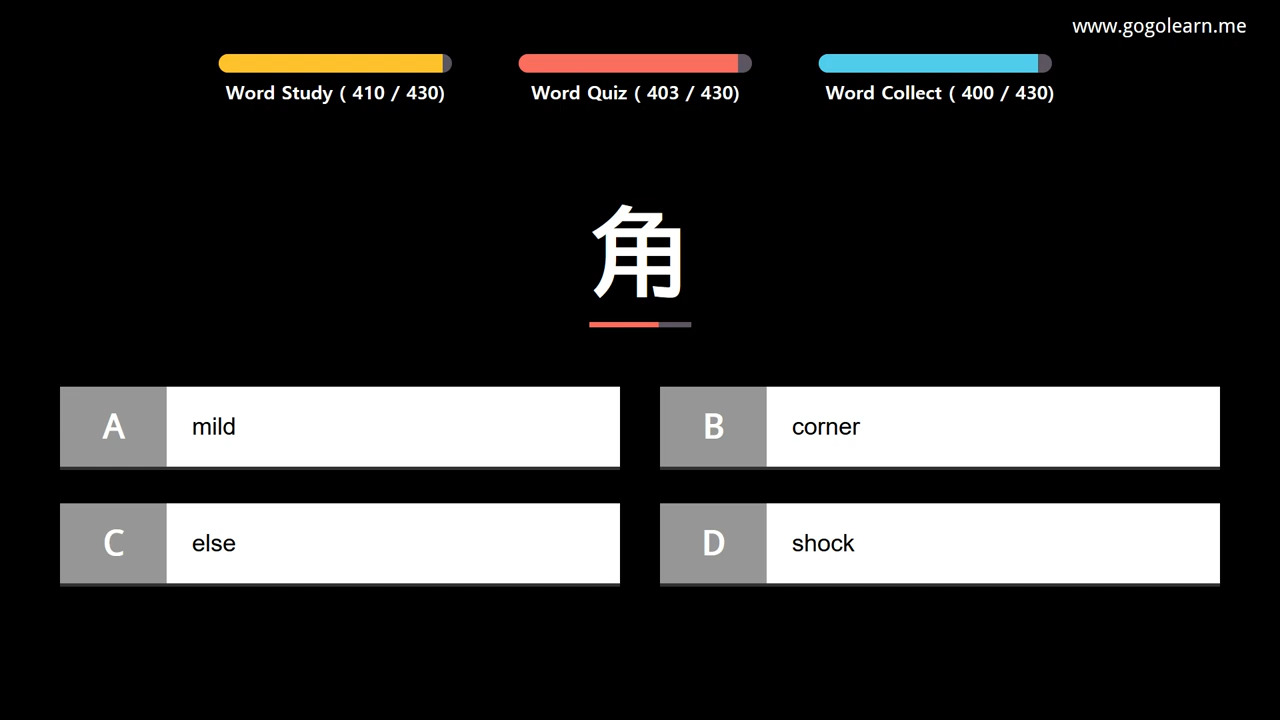 www.gogolearn.me
Word Study ( 410 / 430)
Word Quiz ( 403 / 430)
Word Collect ( 400 / 430)
角
A mild
B corner
C else
D shock